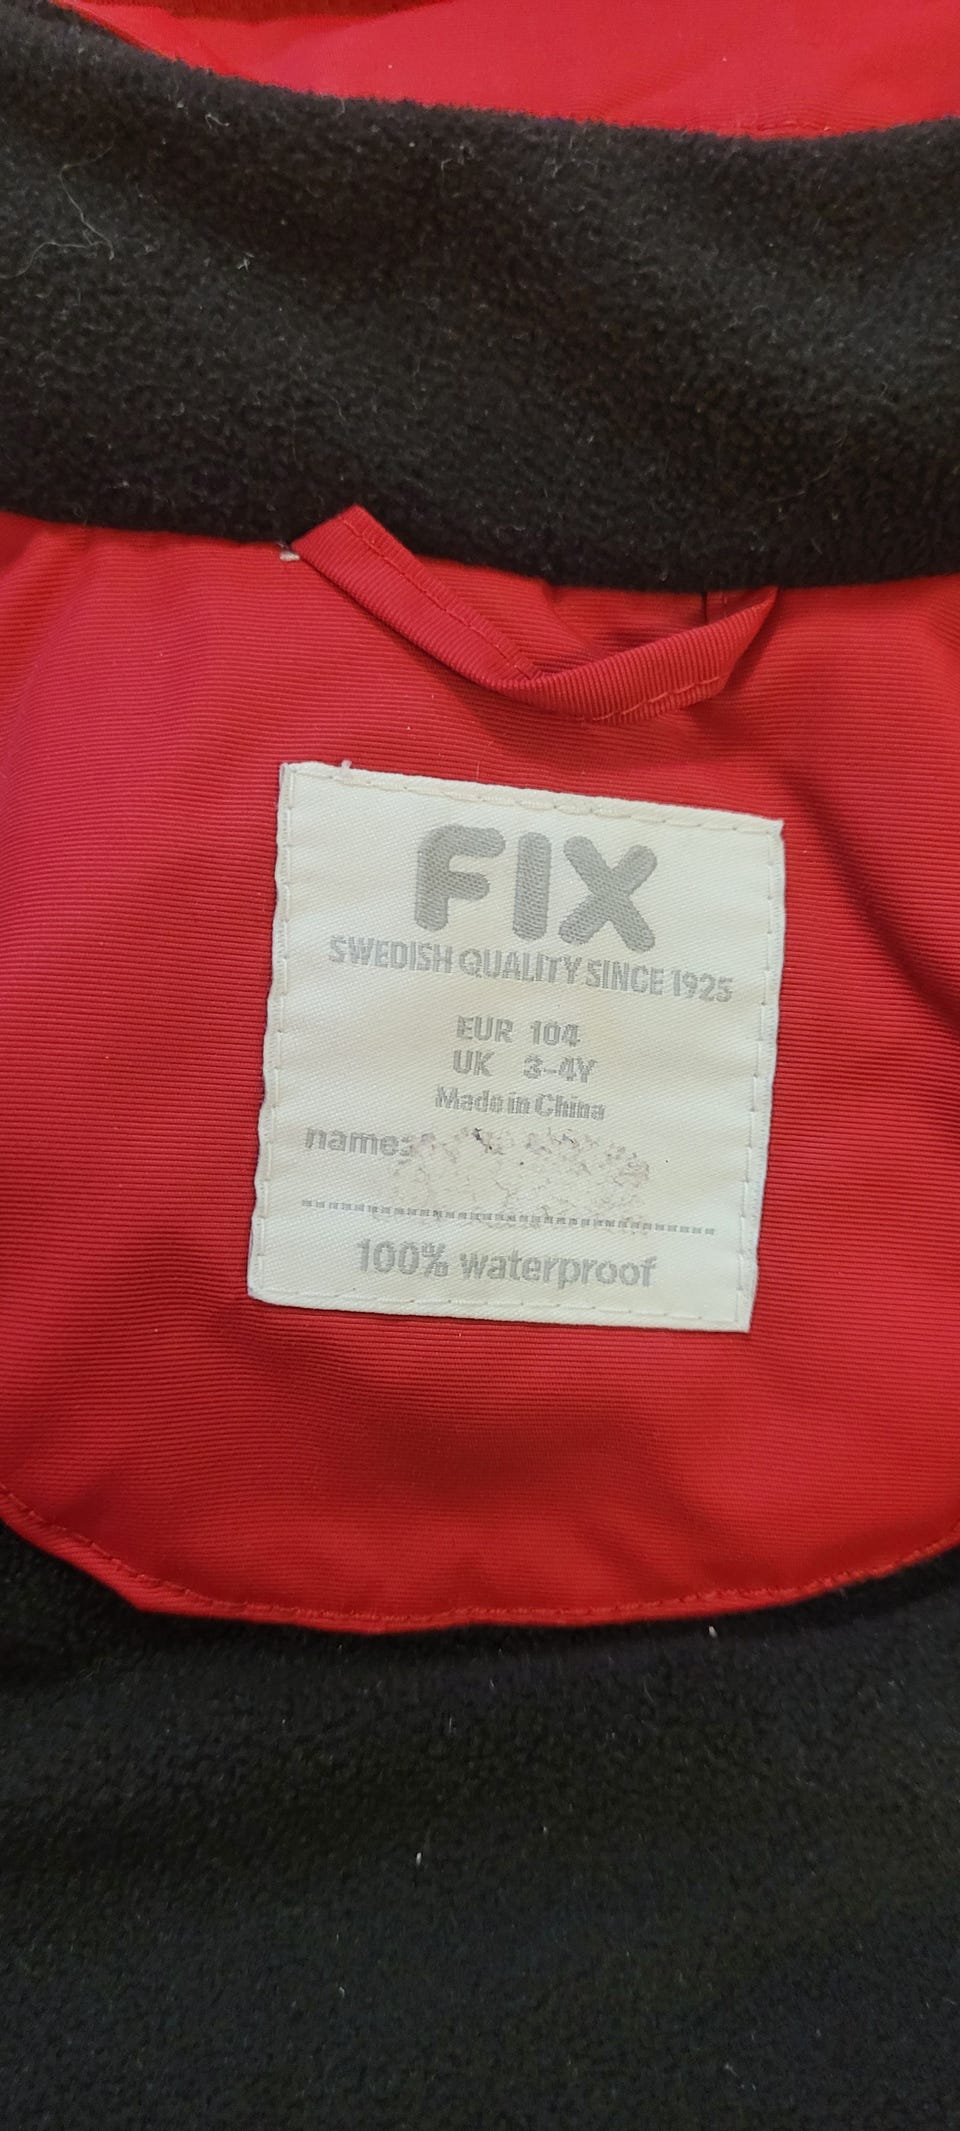 FIX
SWEDISH QUALITY SINCE 1925
EUR 104
UK 3-4Y
Made in China
name:
100% waterproof